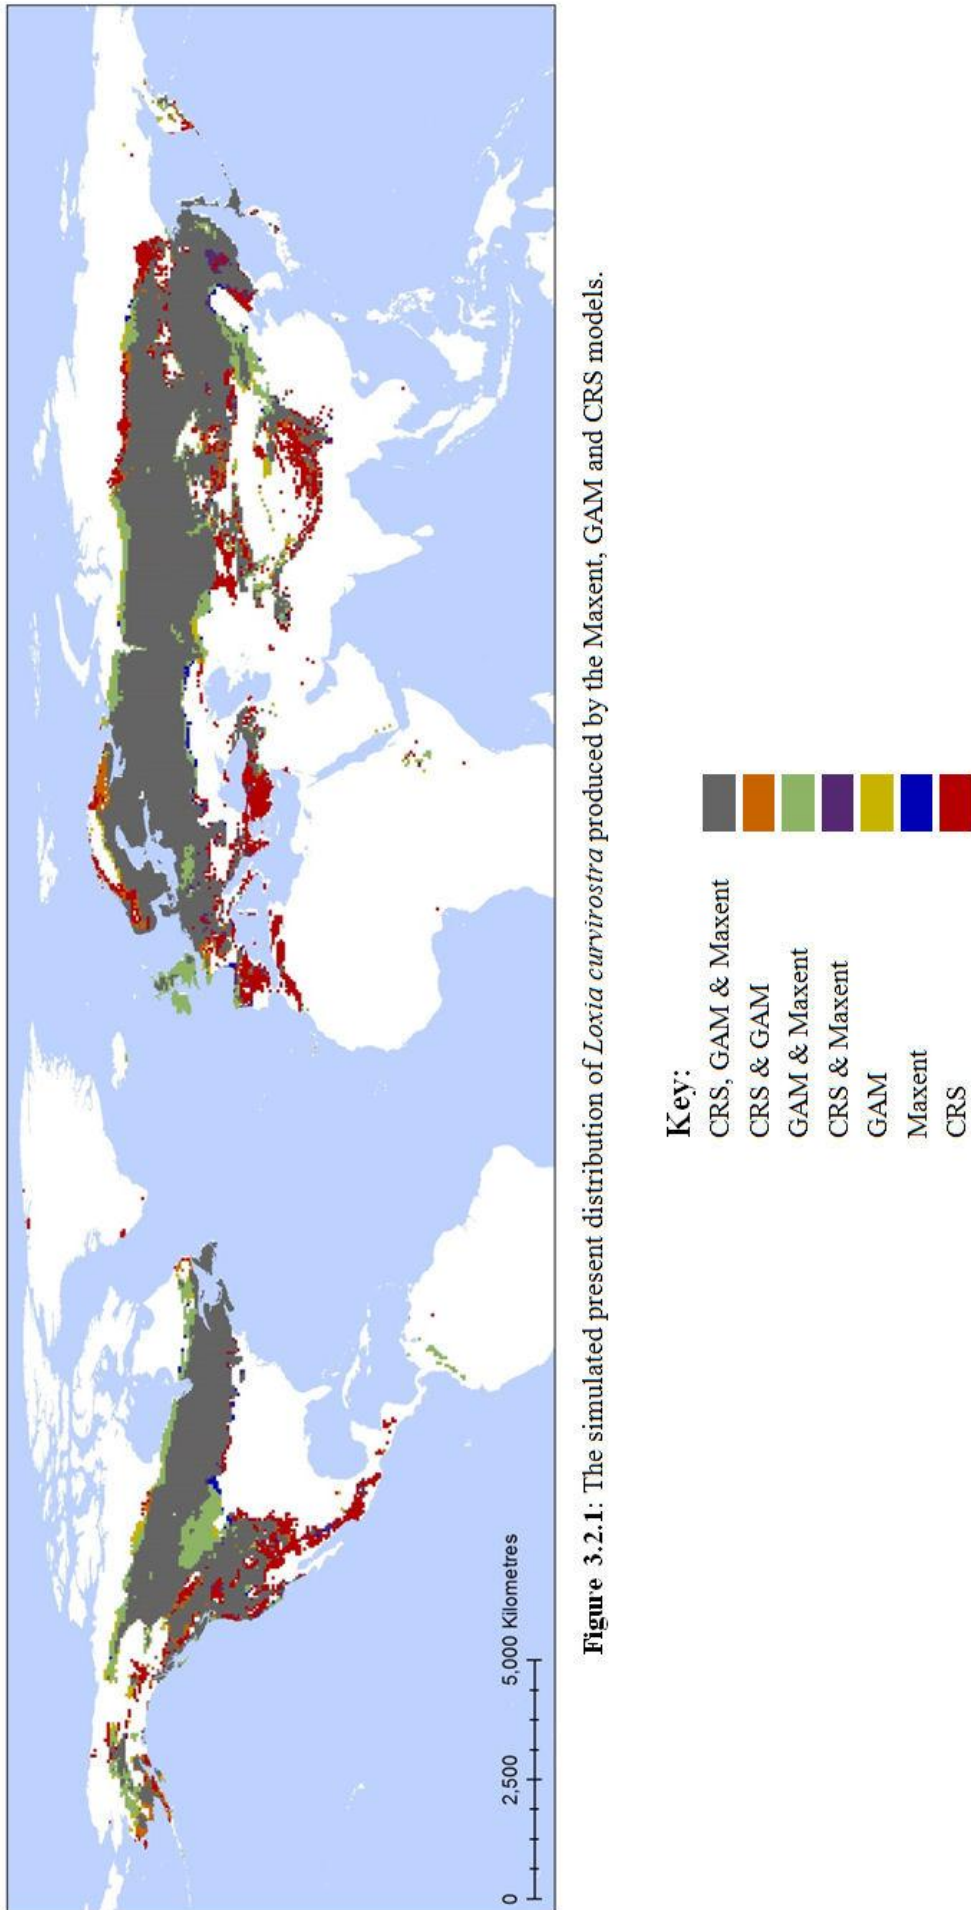 0 2,500 5,000 Kilometres
Figure 3.2.1: The simulated present distribution of Loxia curvirostra produced by the Maxent, GAM and CRS models.
Key:
CRS, GAM & Maxent
CRS & GAM
GAM & Maxent
CRS & Maxent
GAM
Maxent
CRS